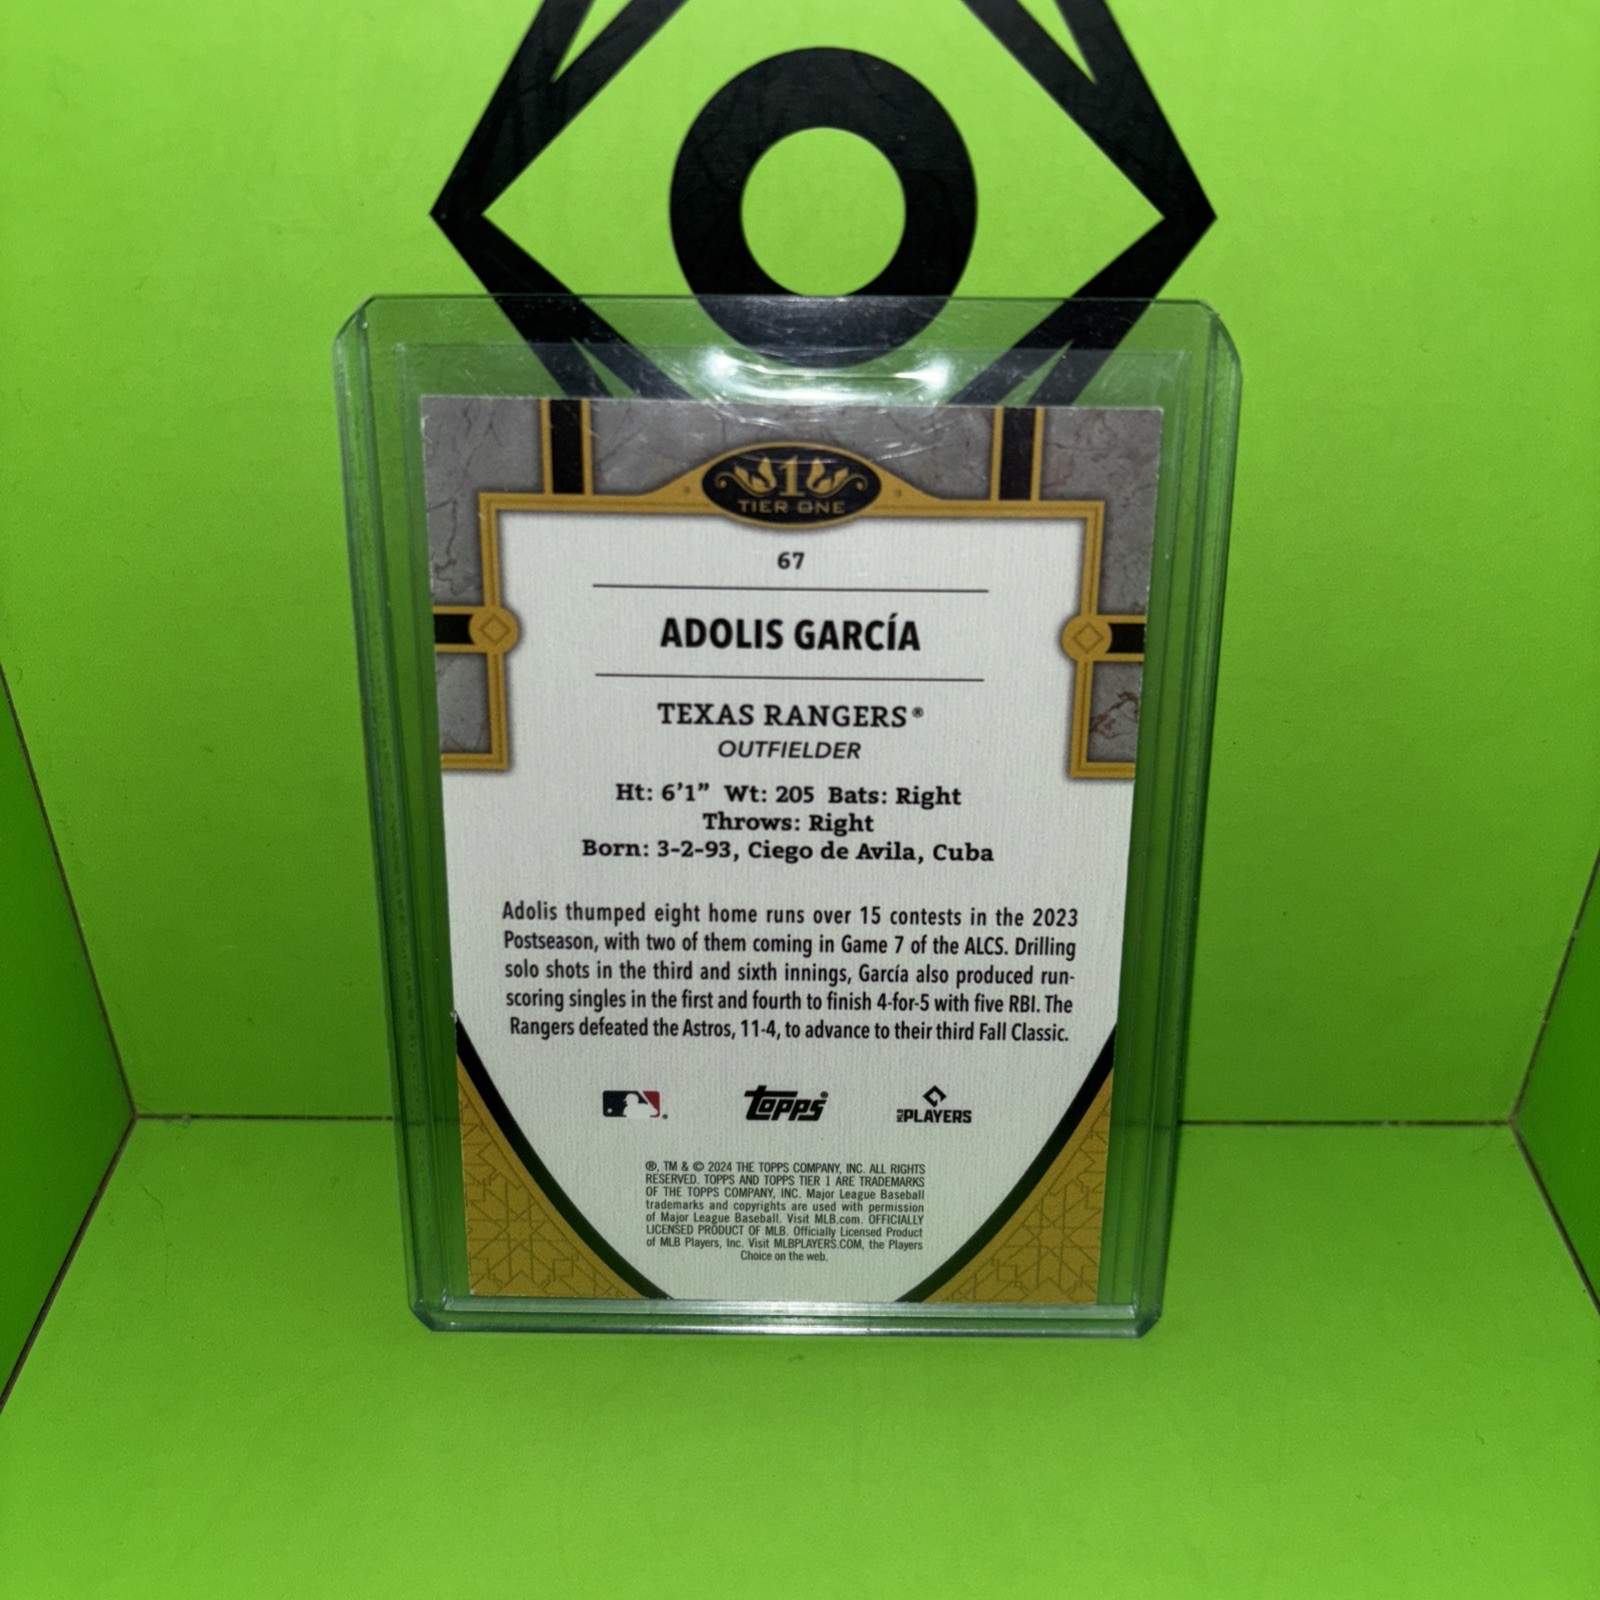 1
TIER ONE
67
ADOLIS GARCÍA
TEXAS RANGERS®
OUTFIELDER
Ht: 6'1" Wt: 205 Bats: Right
Throws: Right
Born: 3-2-93, Ciego de Avila, Cuba
Adolis thumped eight home runs over 15 contests in the 2023
Postseason, with two of them coming in Game 7 of the ALCS. Drilling
solo shots in the third and sixth innings, García also produced run-
scoring singles in the first and fourth to finish 4-for-5 with five RBI. The
Rangers defeated the Astros, 11-4, to advance to their third Fall Classic.
topps®
MLB PLAYERS
®, TM & © 2024 THE TOPPS COMPANY, INC. ALL RIGHTS
RESERVED. TOPPS AND TOPPS TIER 1 ARE TRADEMARKS
OF THE TOPPS COMPANY, INC. Major League Baseball
trademarks and copyrights are used with permission
of Major League Baseball. Visit MLB.com. OFFICIALLY
LICENSED PRODUCT OF MLB. Officially Licensed Product
of MLB Players, Inc. Visit MLBPLAYERS.COM, the Players
Choice on the web.